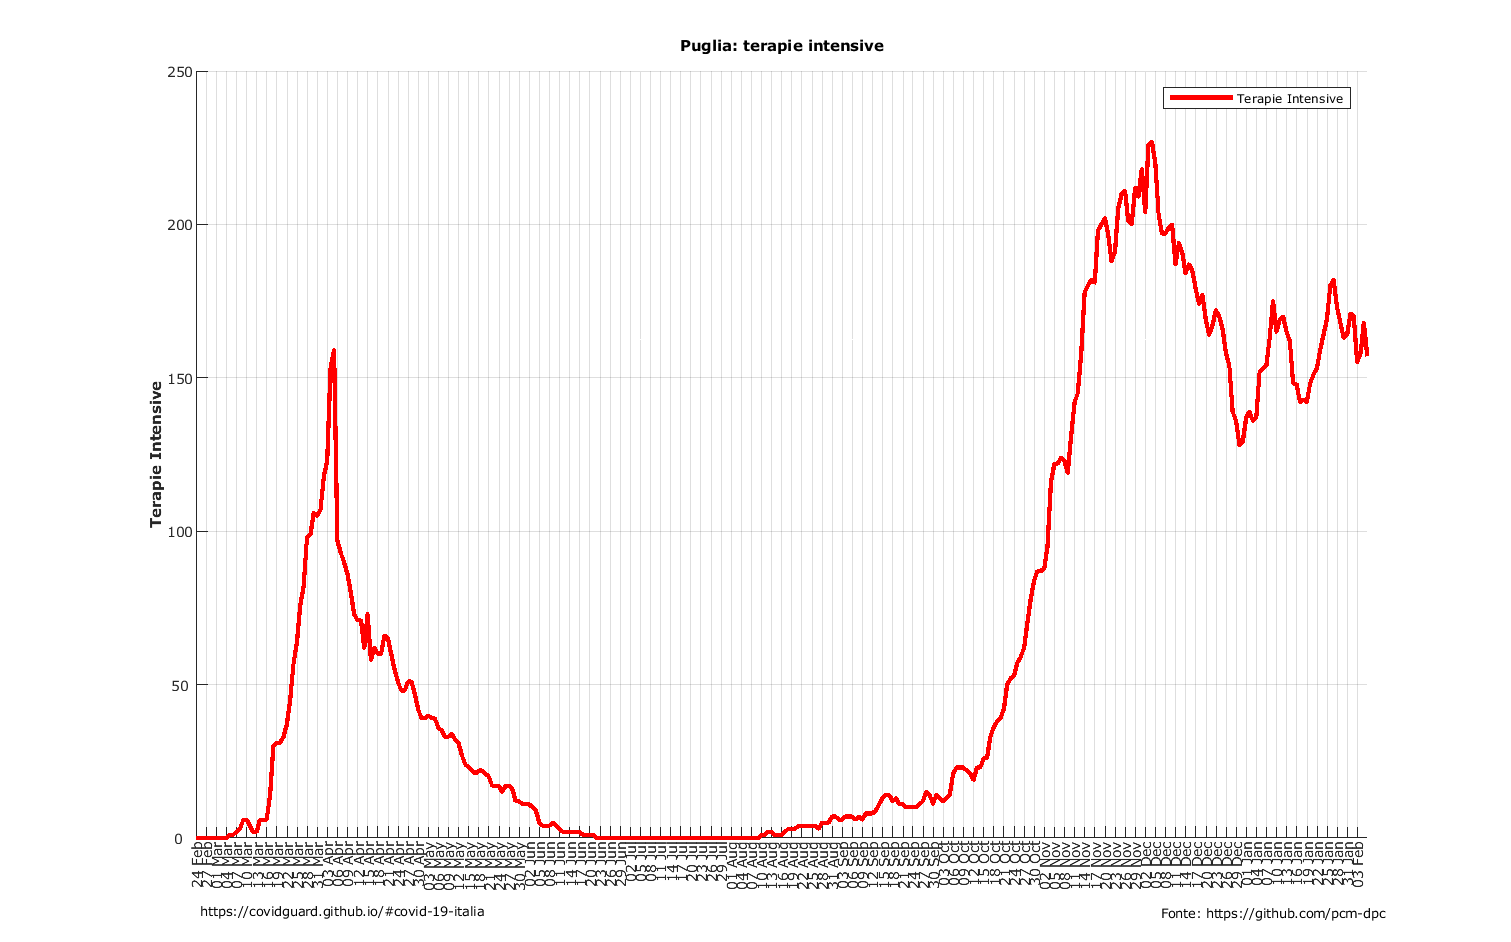 Puglia: terapie intensive
Terapie Intensive
250
200
150
100
50
0
Terapie Intensive
24 Feb
27 Feb
01 Mar
04 Mar
07 Mar
10 Mar
13 Mar
16 Mar
19 Mar
22 Mar
25 Mar
28 Mar
31 Mar
03 Apr
06 Apr
09 Apr
12 Apr
15 Apr
18 Apr
21 Apr
24 Apr
27 Apr
30 Apr
03 May
06 May
09 May
12 May
15 May
18 May
21 May
24 May
27 May
30 May
02 Jun
05 Jun
08 Jun
11 Jun
14 Jun
17 Jun
20 Jun
23 Jun
26 Jun
29 Jun
02 Jul
05 Jul
08 Jul
11 Jul
14 Jul
17 Jul
20 Jul
23 Jul
26 Jul
29 Jul
01 Aug
04 Aug
07 Aug
10 Aug
13 Aug
16 Aug
19 Aug
22 Aug
25 Aug
28 Aug
31 Aug
03 Sep
06 Sep
09 Sep
12 Sep
15 Sep
18 Sep
21 Sep
24 Sep
27 Sep
30 Sep
03 Oct
06 Oct
09 Oct
12 Oct
15 Oct
18 Oct
21 Oct
24 Oct
27 Oct
30 Oct
02 Nov
05 Nov
08 Nov
11 Nov
14 Nov
17 Nov
20 Nov
23 Nov
26 Nov
29 Nov
02 Dec
05 Dec
08 Dec
11 Dec
14 Dec
17 Dec
20 Dec
23 Dec
26 Dec
29 Dec
01 Jan
04 Jan
07 Jan
10 Jan
13 Jan
16 Jan
19 Jan
22 Jan
25 Jan
28 Jan
31 Jan
03 Feb
https://covidguard.github.io/#covid-19-italia
Fonte: https://github.com/pcm-dpc